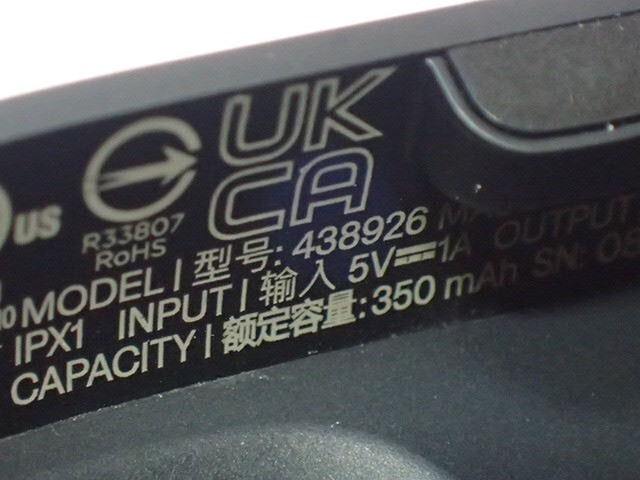 UK
CA
US
R33807
RoHS
MODEL | 型号: 438926
IPX1 INPUT | 输入 5V⎓1A OUTPUT
CAPACITY | 额定容量: 350 mAh SN: 08